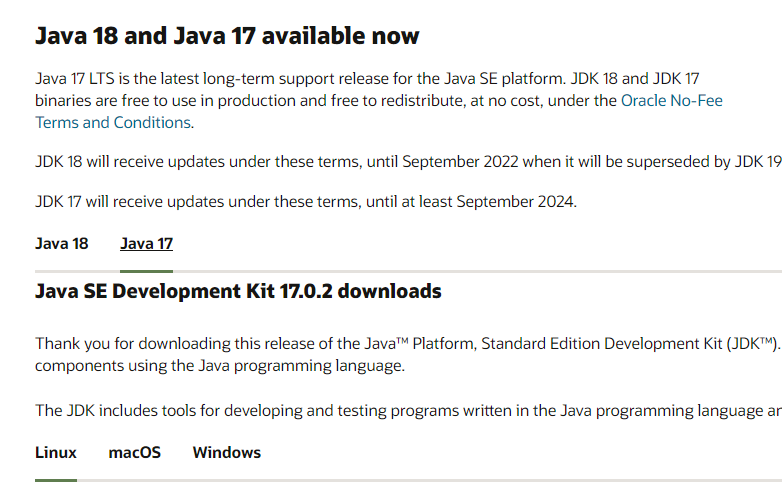 Java 18 and Java 17 available now
Java 17 LTS is the latest long-term support release for the Java SE platform. JDK 18 and JDK 17
binaries are free to use in production and free to redistribute, at no cost, under the Oracle No-Fee
Terms and Conditions.
JDK 18 will receive updates under these terms, until September 2022 when it will be superseded by JDK 19
JDK 17 will receive updates under these terms, until at least September 2024.
Java 18 Java 17
Java SE Development Kit 17.0.2 downloads
Thank you for downloading this release of the Java™ Platform, Standard Edition Development Kit (JDK™).
components using the Java programming language.
The JDK includes tools for developing and testing programs written in the Java programming language
Linux macOS Windows